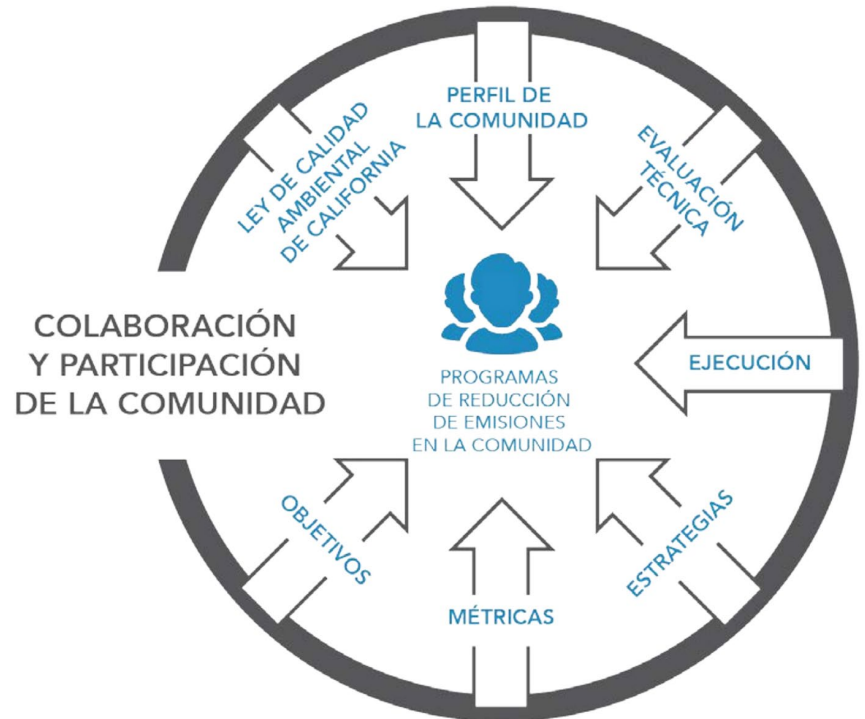 PERFIL DE
LA COMUNIDAD
EVALUACIÓN
TÉCNICA
EJECUCIÓN
ESTRATEGIAS
MÉTRICAS
OBJETIVOS
COLABORACIÓN
Y PARTICIPACIÓN
DE LA COMUNIDAD
LEY DE CALIDAD
AMBIENTAL
DE CALIFORNIA
PROGRAMAS
DE REDUCCIÓN
DE EMISIONES
EN LA COMUNIDAD